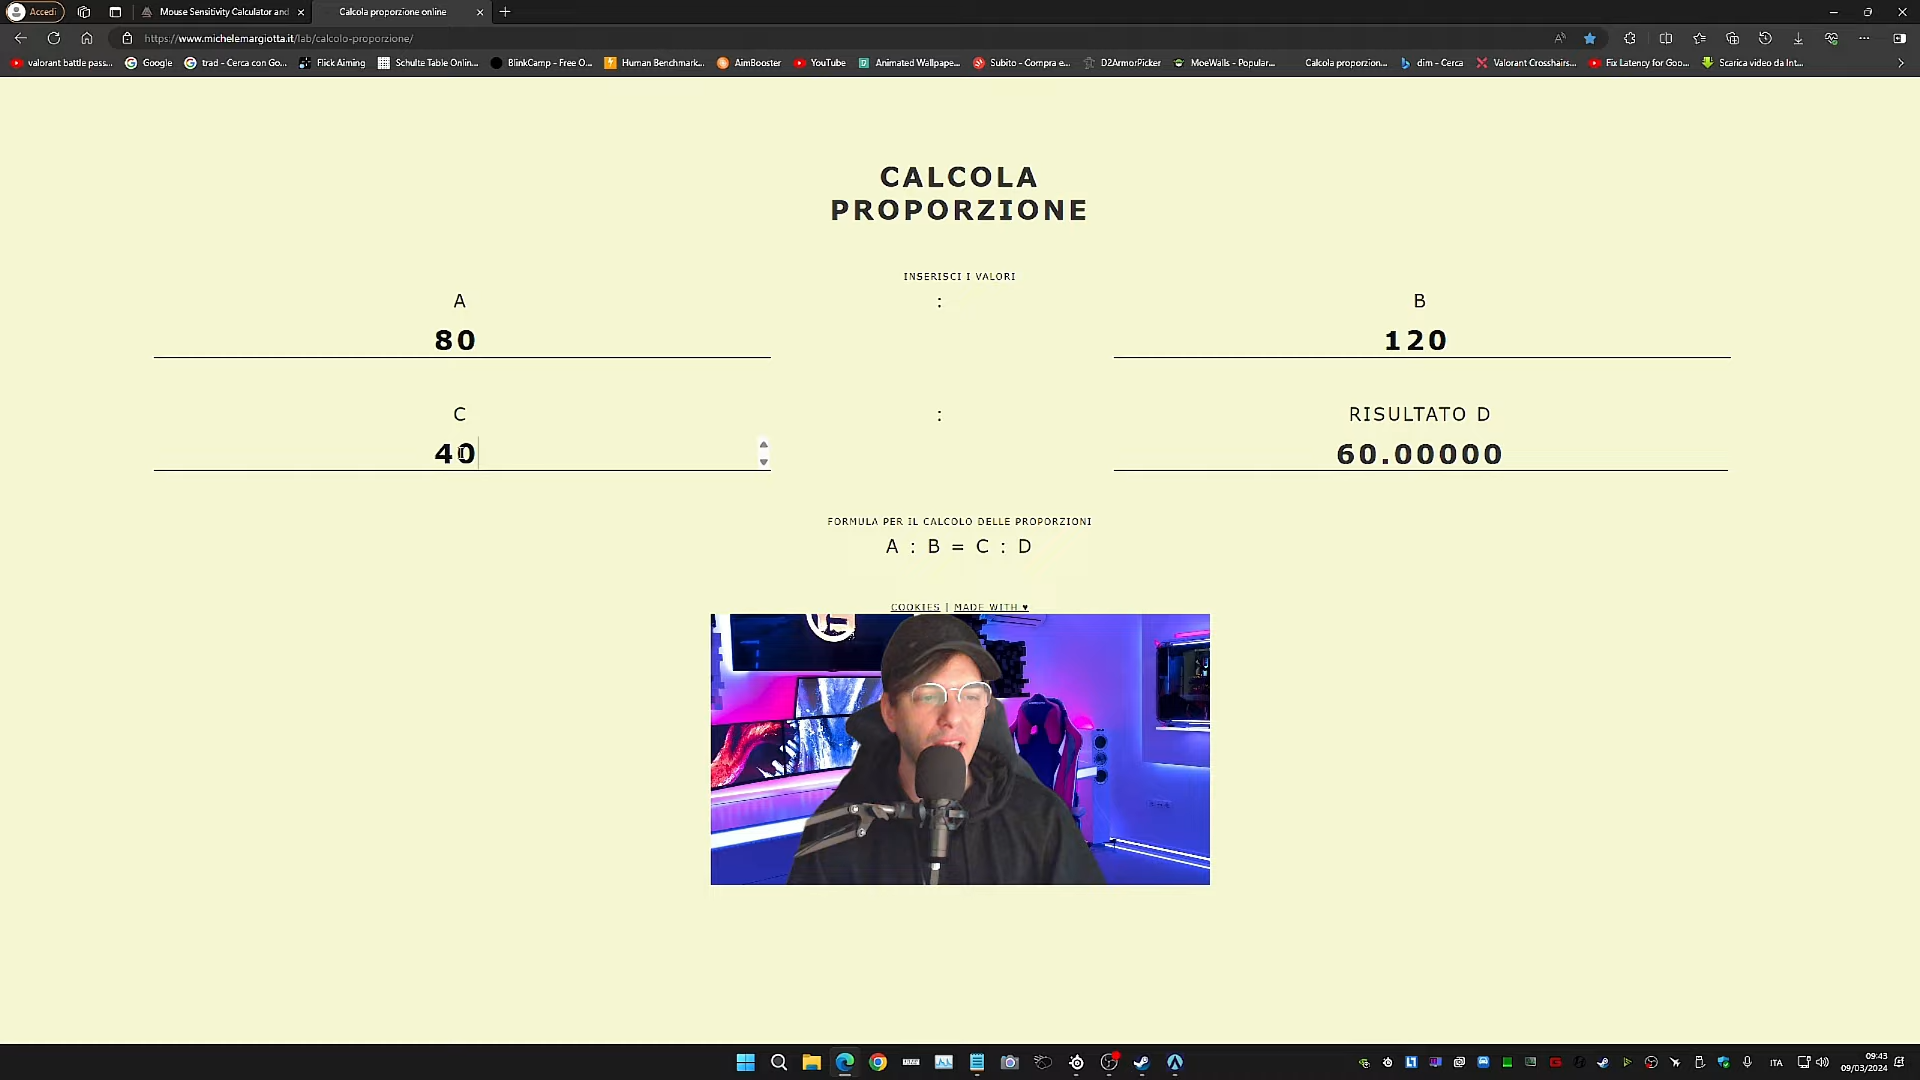 Accedi
Mouse Sensitivity Calculator and
Calcola proporzione online
https://www.michelemargiotta.it/lab/calcolo-proporzione/
valorant battle pass...
Google
trad - Cerca con Go...
Flick Aiming
Schulte Table Onlin...
BlinkCamp - Free O...
Human Benchmark...
AimBooster
YouTube
Animated Wallpape...
Subito - Compra e...
D2ArmorPicker
MoeWalls - Popular...
Calcola proporzion...
dim - Cerca
Valorant Crosshairs...
Fix Latency for Goo...
Scarica video da Int...
CALCOLA
PROPORZIONE
INSERISCI I VALORI
A : B
80 120
C : RISULTATO D
40 60.00000
FORMULA PER IL CALCOLO DELLE PROPORZIONI
A : B = C : D
COOKIES | MADE WITH ♥
ITA
09:43
09/03/2024